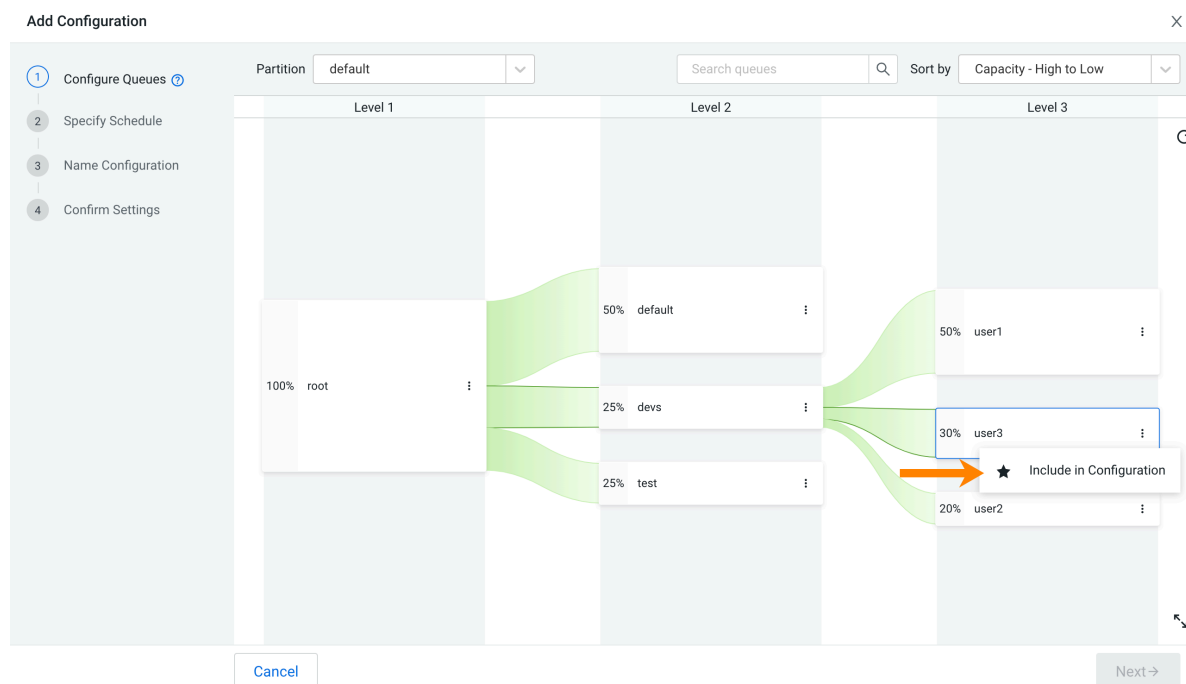 Add Configuration
X
1 Configure Queues ?
2 Specify Schedule
3 Name Configuration
4 Confirm Settings
Partition default Search queues Sort by Capacity - High to Low
Level 1 Level 2 Level 3
100% root
50% default
25% devs
25% test
50% user1
30% user3
Include in Configuration
20% user2
Cancel Next→